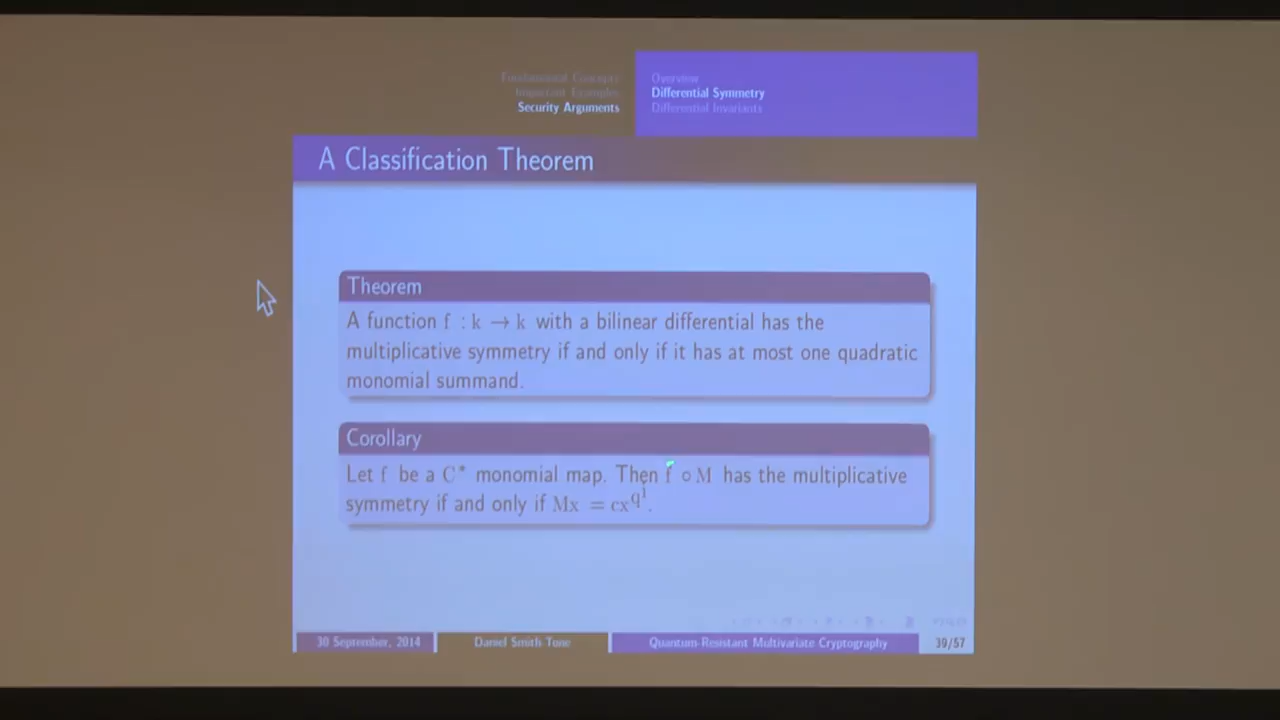 Fundamental Concepts
Important Examples
Security Arguments
Overview
Differential Symmetry
Differential Invariants
A Classification Theorem
Theorem
A function f : k → k with a bilinear differential has the
multiplicative symmetry if and only if it has at most one quadratic
monomial summand.
Corollary
Let f be a C* monomial map. Then f ∘ M has the multiplicative
symmetry if and only if Mx = cx^{q^i}.
30 September, 2014
Daniel Smith-Tone
Quantum-Resistant Multivariate Cryptography
39/57